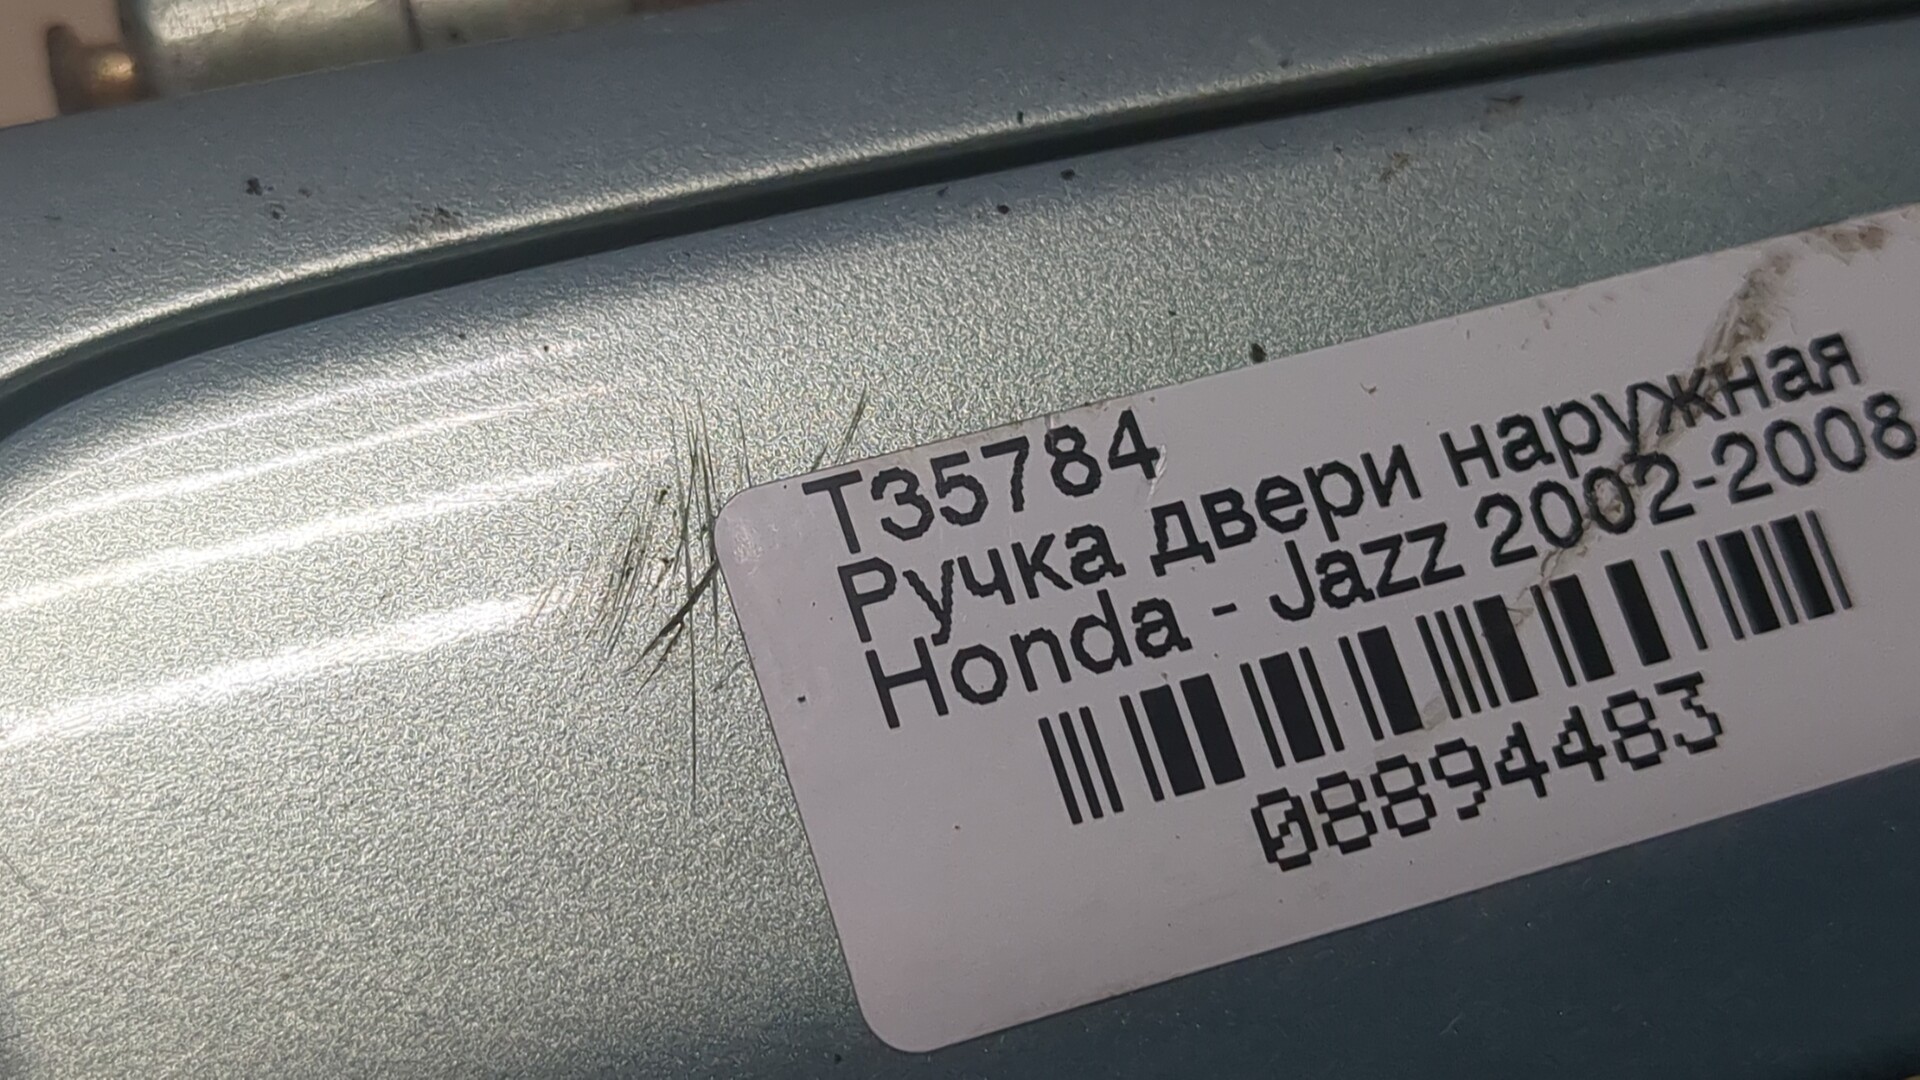 T35784
Ручка двери наружная
Honda - Jazz 2002-2008
08894483